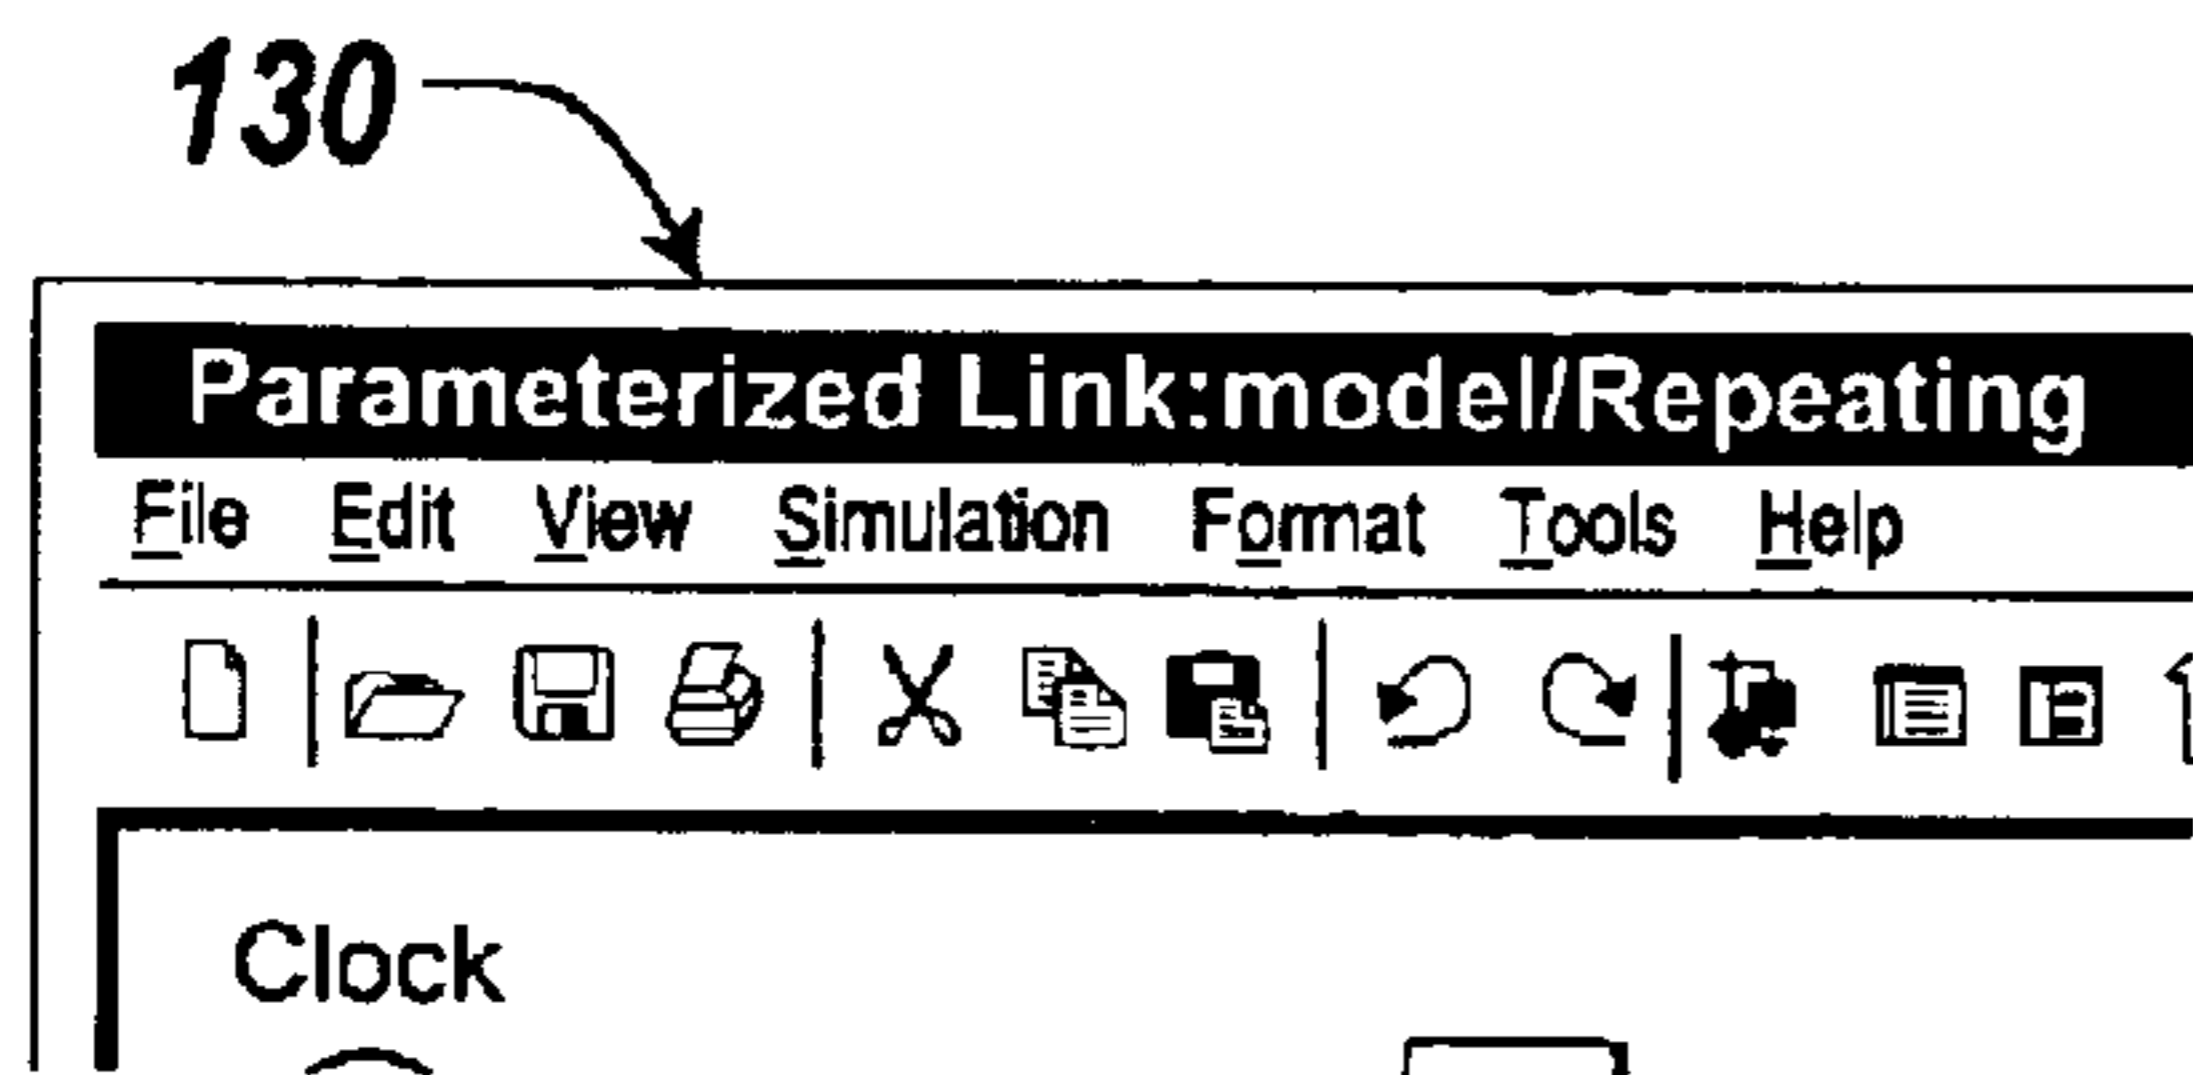 130
Parameterized Link:model/Repeating
File Edit View Simulation Format Tools Help
Clock